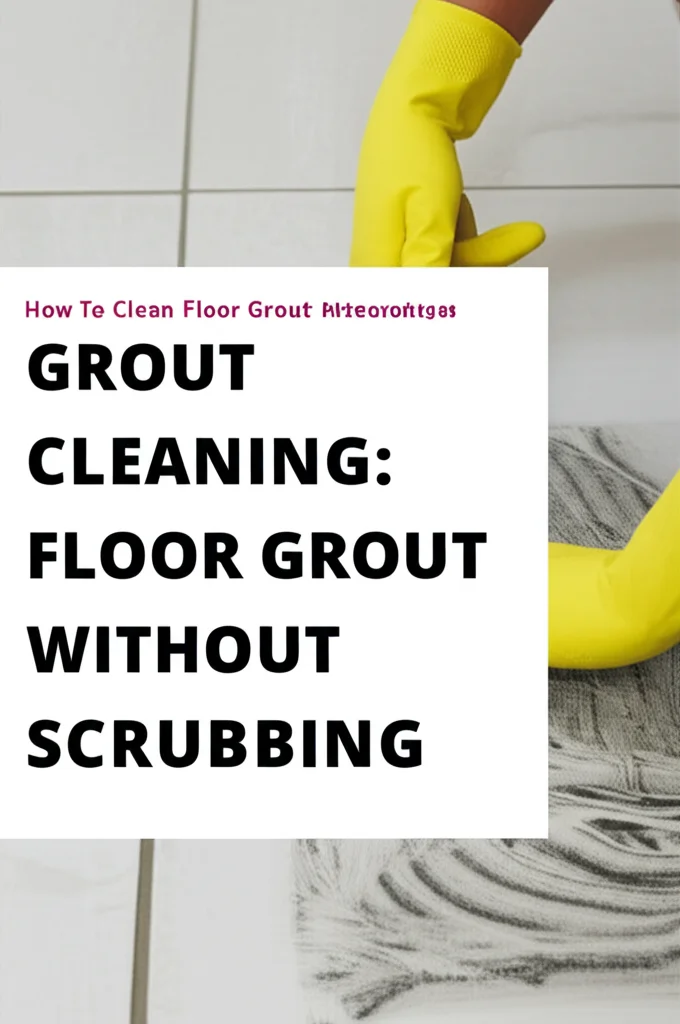 How Te Clean Floor Grout
GROUT
CLEANING:
FLOOR GROUT
WITHOUT
SCRUBBING